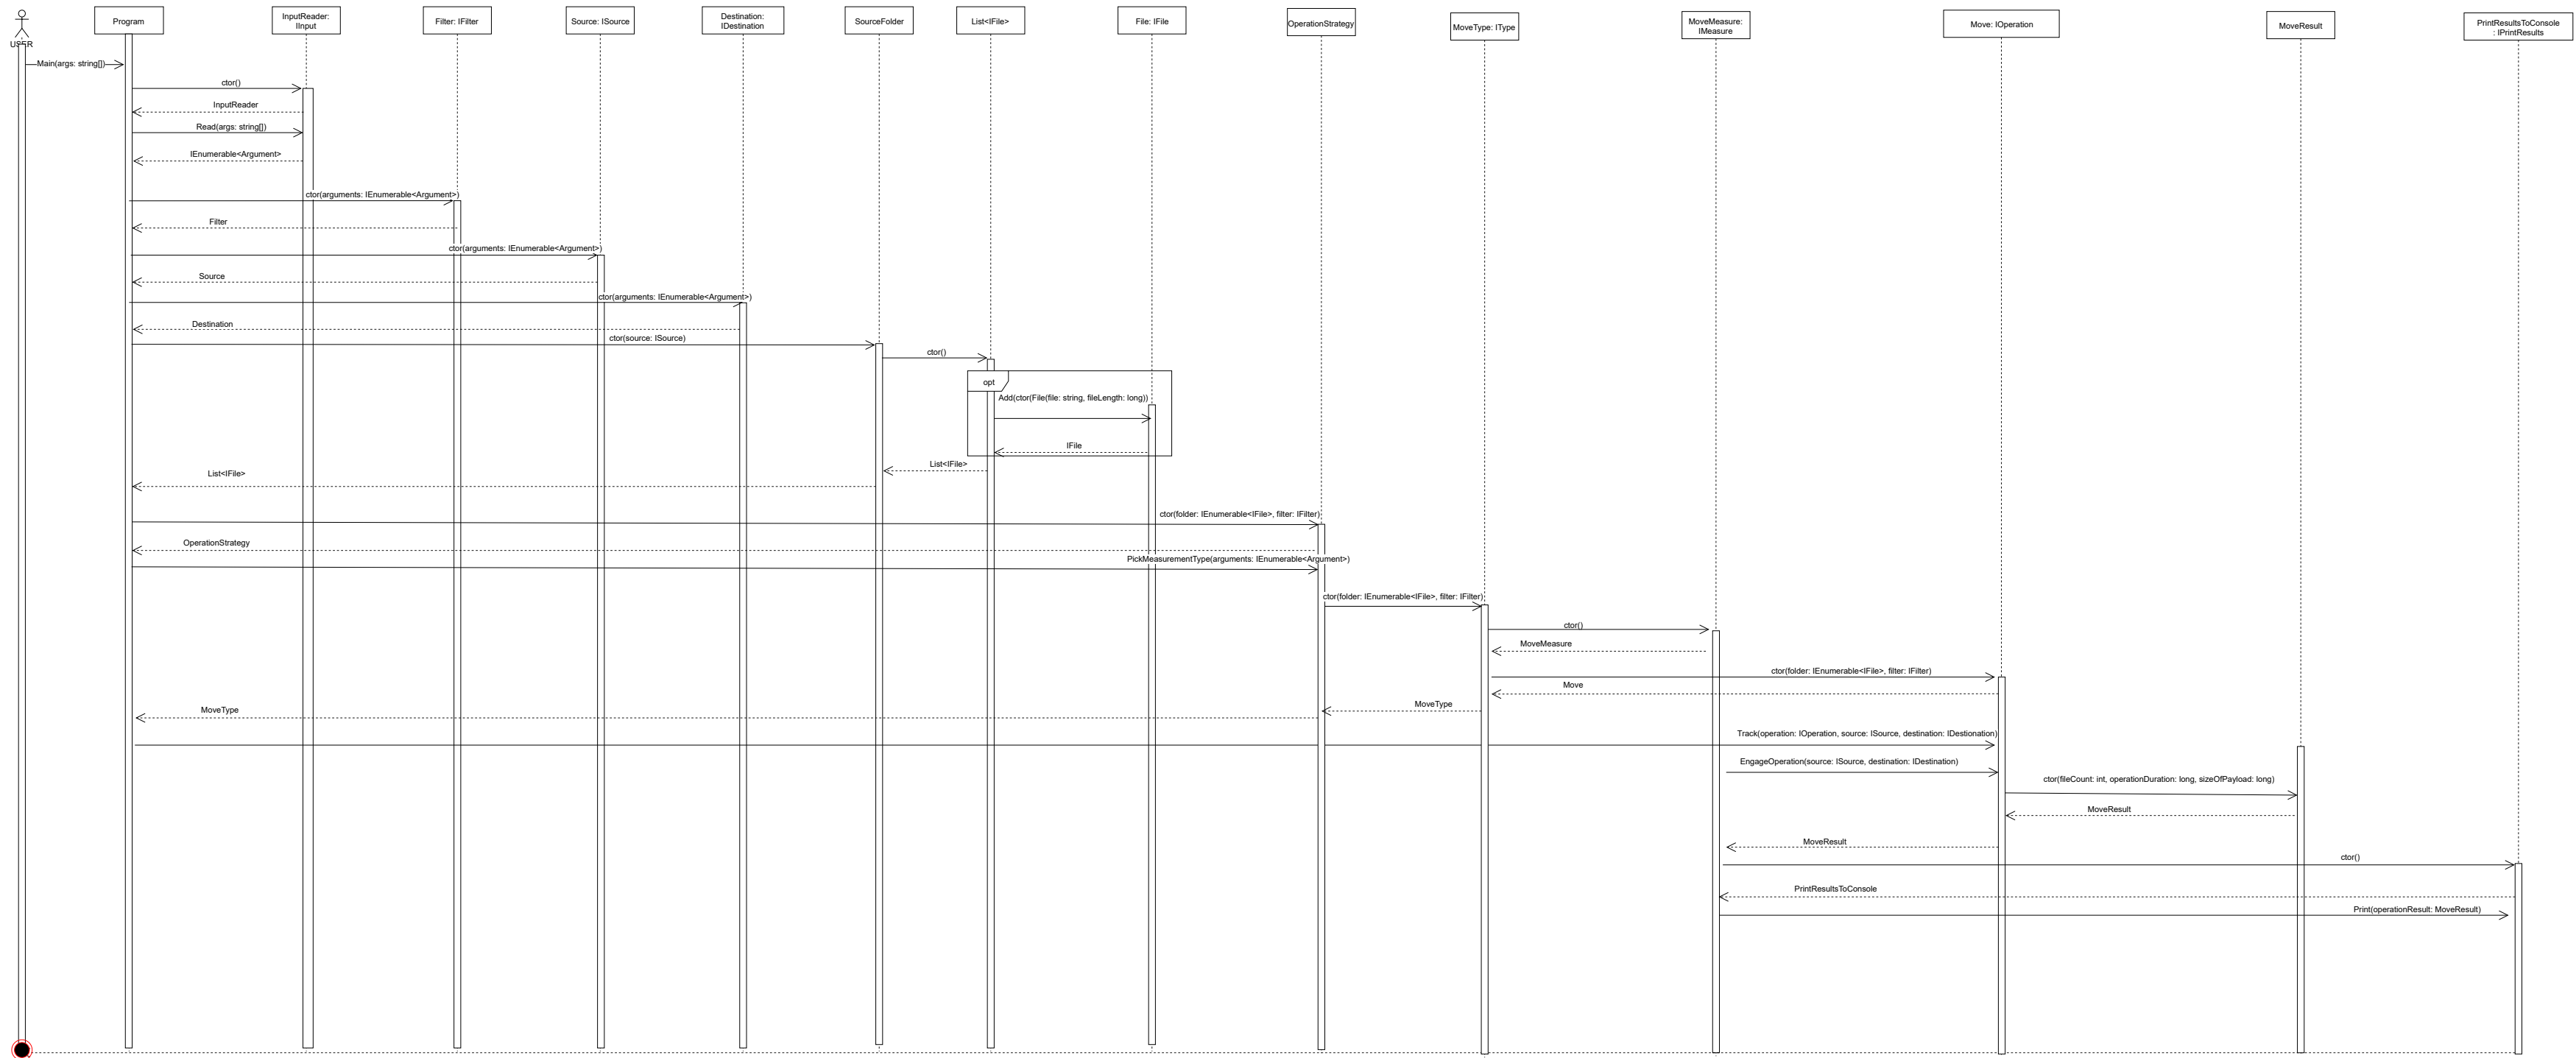 USER
Program
InputReader:
IInput
Filter: IFilter
Source: ISource
Destination:
IDestination
SourceFolder
List<IFile>
File: IFile
OperationStrategy
MoveType: IType
MoveMeasure:
IMeasure
Move: IOperation
MoveResult
PrintResultsToConsole
: IPrintResults
Main(args: string[])
ctor()
InputReader
Read(args: string[])
IEnumerable<Argument>
ctor(arguments: IEnumerable<Argument>)
Filter
ctor(arguments: IEnumerable<Argument>)
Source
ctor(arguments: IEnumerable<Argument>)
Destination
ctor(source: ISource)
ctor()
opt
Add(ctor(File(file: string, fileLength: long))
IFile
List<IFile>
List<IFile>
ctor(folder: IEnumerable<IFile>, filter: IFilter)
OperationStrategy
PickMeasurementType(arguments: IEnumerable<Argument>)
ctor(folder: IEnumerable<IFile>, filter: IFilter)
ctor()
MoveMeasure
ctor(folder: IEnumerable<IFile>, filter: IFilter)
Move
MoveType
MoveType
Track(operation: IOperation, source: ISource, destination: IDestionation)
EngageOperation(source: ISource, destination: IDestination)
ctor(fileCount: int, operationDuration: long, sizeOfPayload: long)
MoveResult
MoveResult
ctor()
PrintResultsToConsole
Print(operationResult: MoveResult)